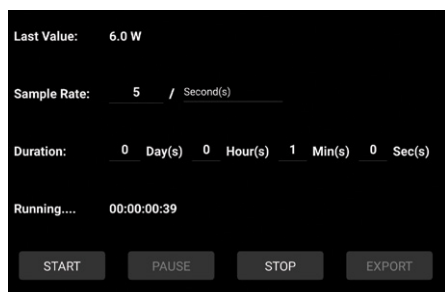 Last Value: 6.0 W
Sample Rate: 5 / Second(s)
Duration: 0 Day(s) 0 Hour(s) 1 Min(s) 0 Sec(s)
Running.... 00:00:00:39
START PAUSE STOP EXPORT